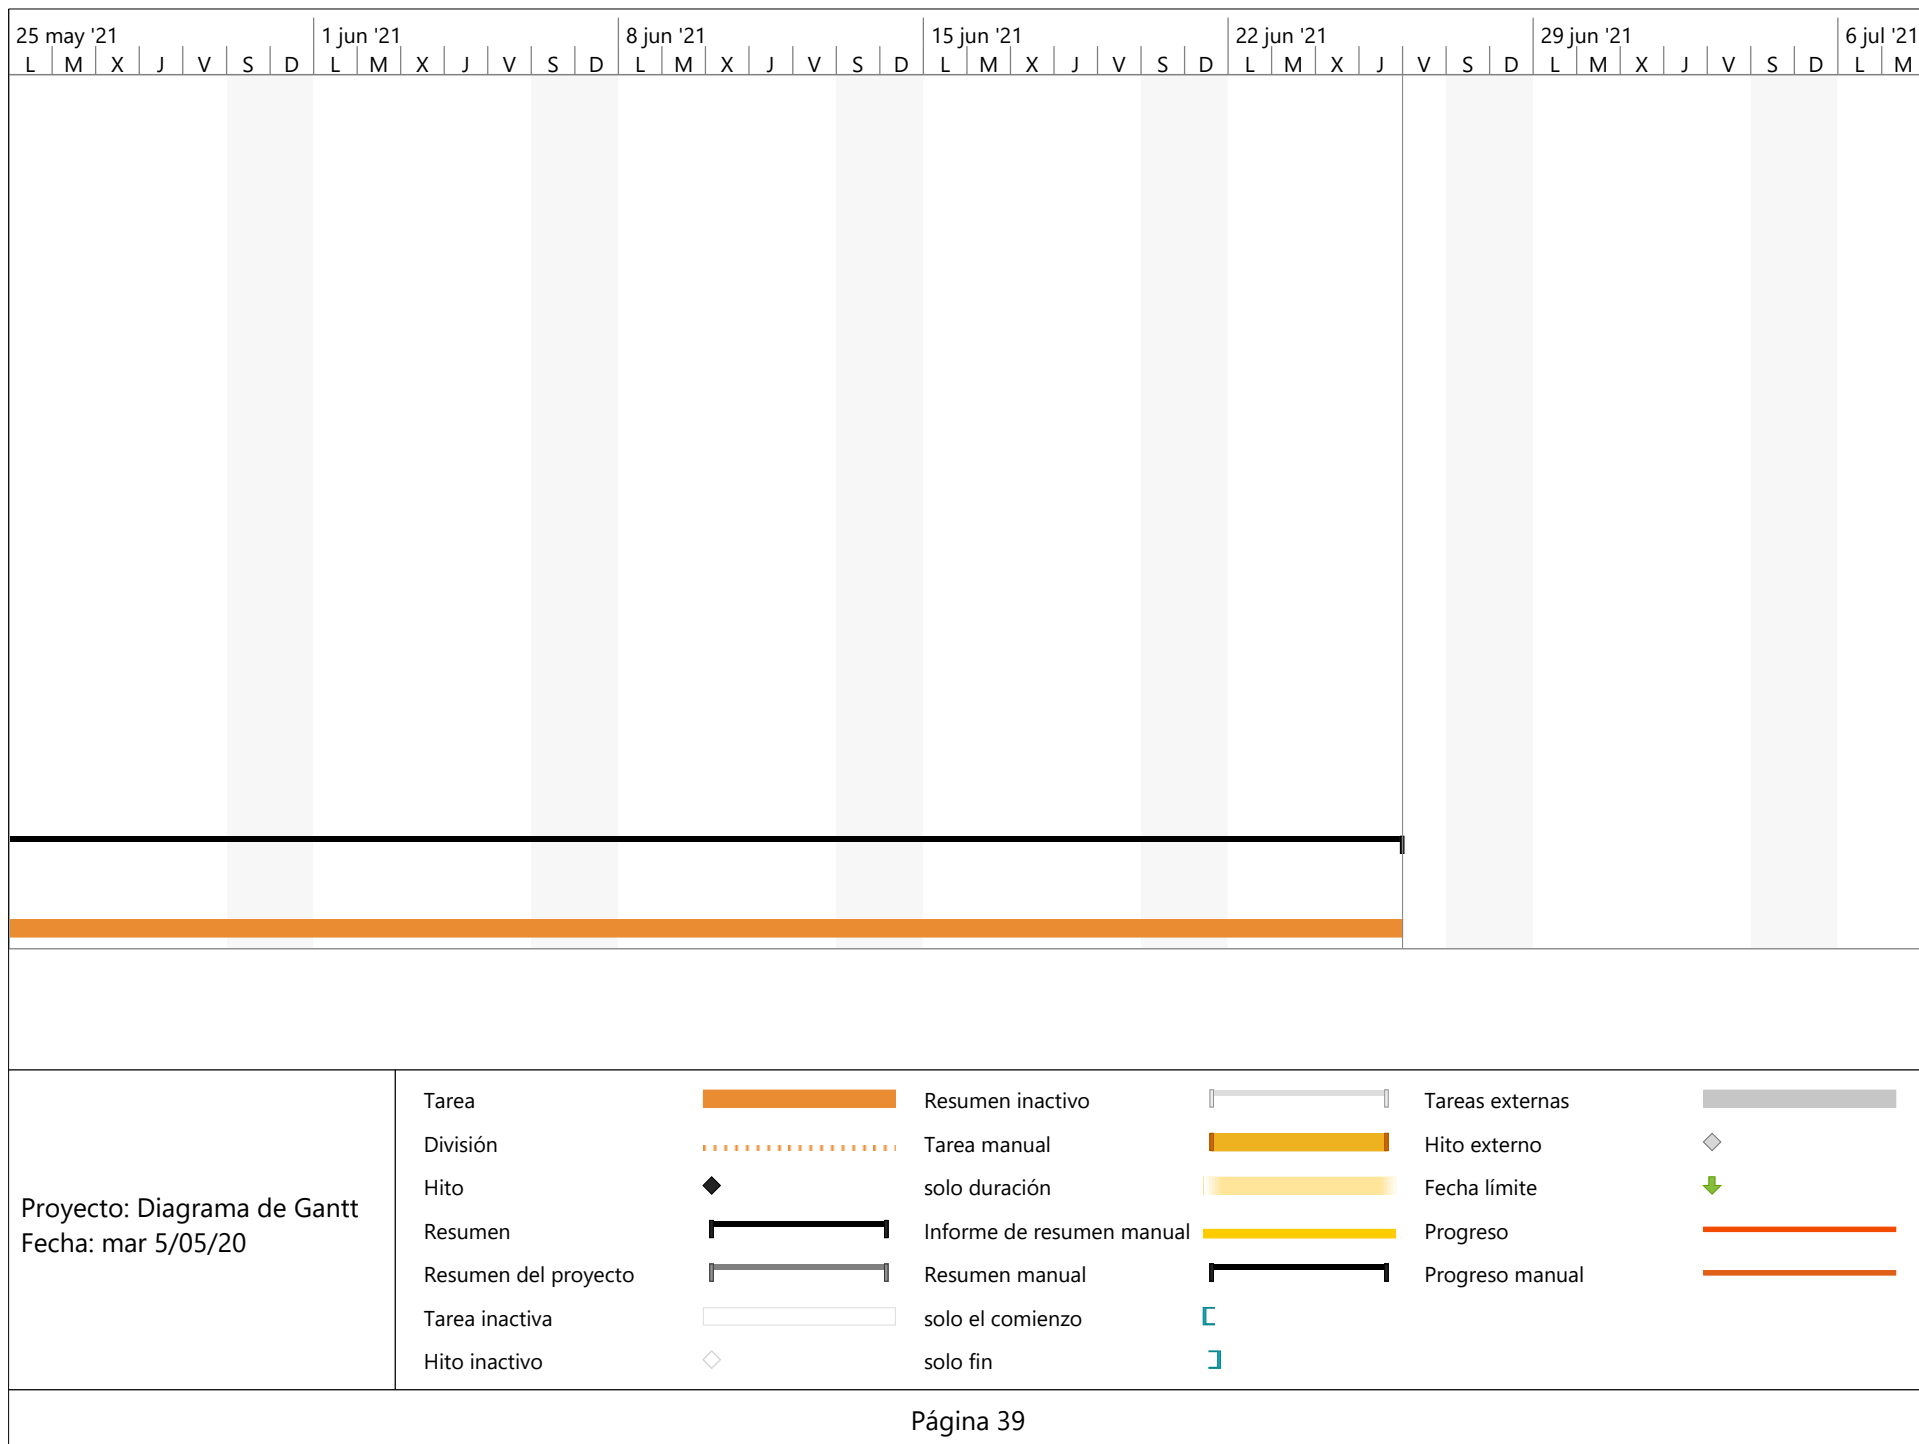 25 may '21 1 jun '21 8 jun '21 15 jun '21 22 jun '21 29 jun '21 6 jul '21
L M X J V S D L M X J V S D L M X J V S D L M X J V S D L M X J V S D L M X J V S D L M
Proyecto: Diagrama de Gantt
Fecha: mar 5/05/20
Tarea
División
Hito
Resumen
Resumen del proyecto
Tarea inactiva
Hito inactivo
Resumen inactivo
Tarea manual
solo duración
Informe de resumen manual
Resumen manual
solo el comienzo
solo fin
Tareas externas
Hito externo
Fecha límite
Progreso
Progreso manual
Página 39